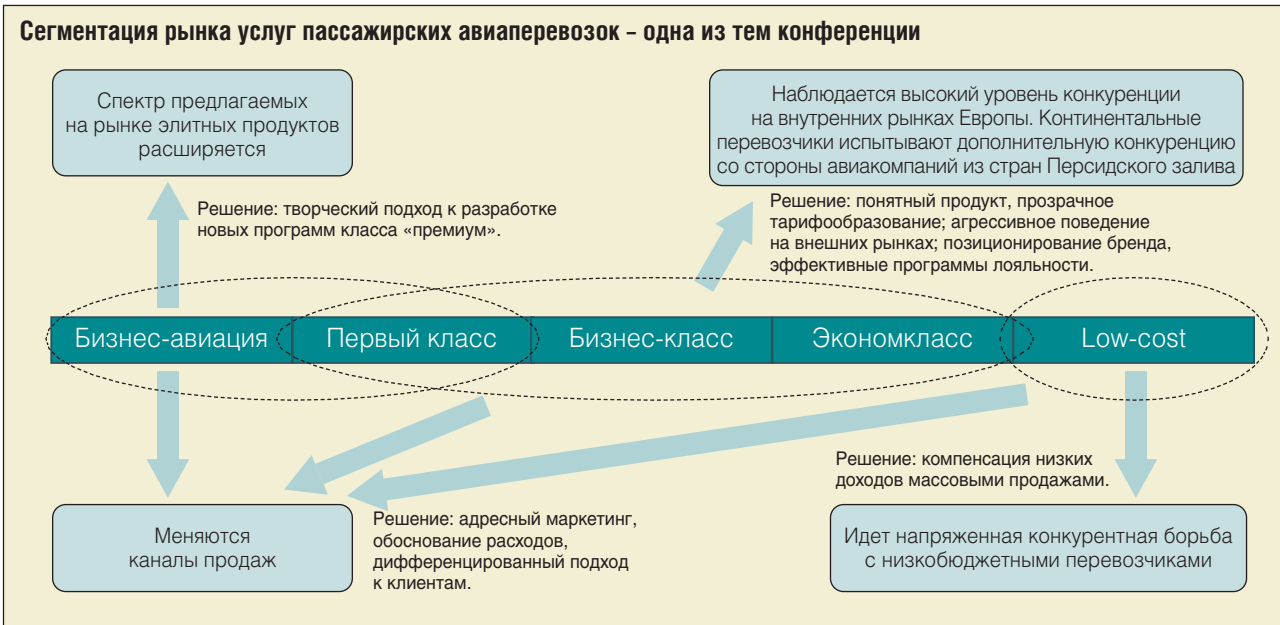 Сегментация рынка услуг пассажирских авиаперевозок – одна из тем конференции
Спектр предлагаемых
на рынке элитных продуктов
расширяется
Наблюдается высокий уровень конкуренции
на внутренних рынках Европы. Континентальные
перевозчики испытывают дополнительную конкуренцию
со стороны авиакомпаний из стран Персидского залива
Решение: творческий подход к разработке
новых программ класса «премиум».
Решение: понятный продукт, прозрачное
тарифообразование; агрессивное поведение
на внешних рынках; позиционирование бренда,
эффективные программы лояльности.
Бизнес-авиация Первый класс Бизнес-класс Экономкласс Low-cost
Решение: компенсация низких
доходов массовыми продажами.
Меняются
каналы продаж
Решение: адресный маркетинг,
обоснование расходов,
дифференцированный подход
к клиентам.
Идет напряженная конкурентная борьба
с низкобюджетными перевозчиками